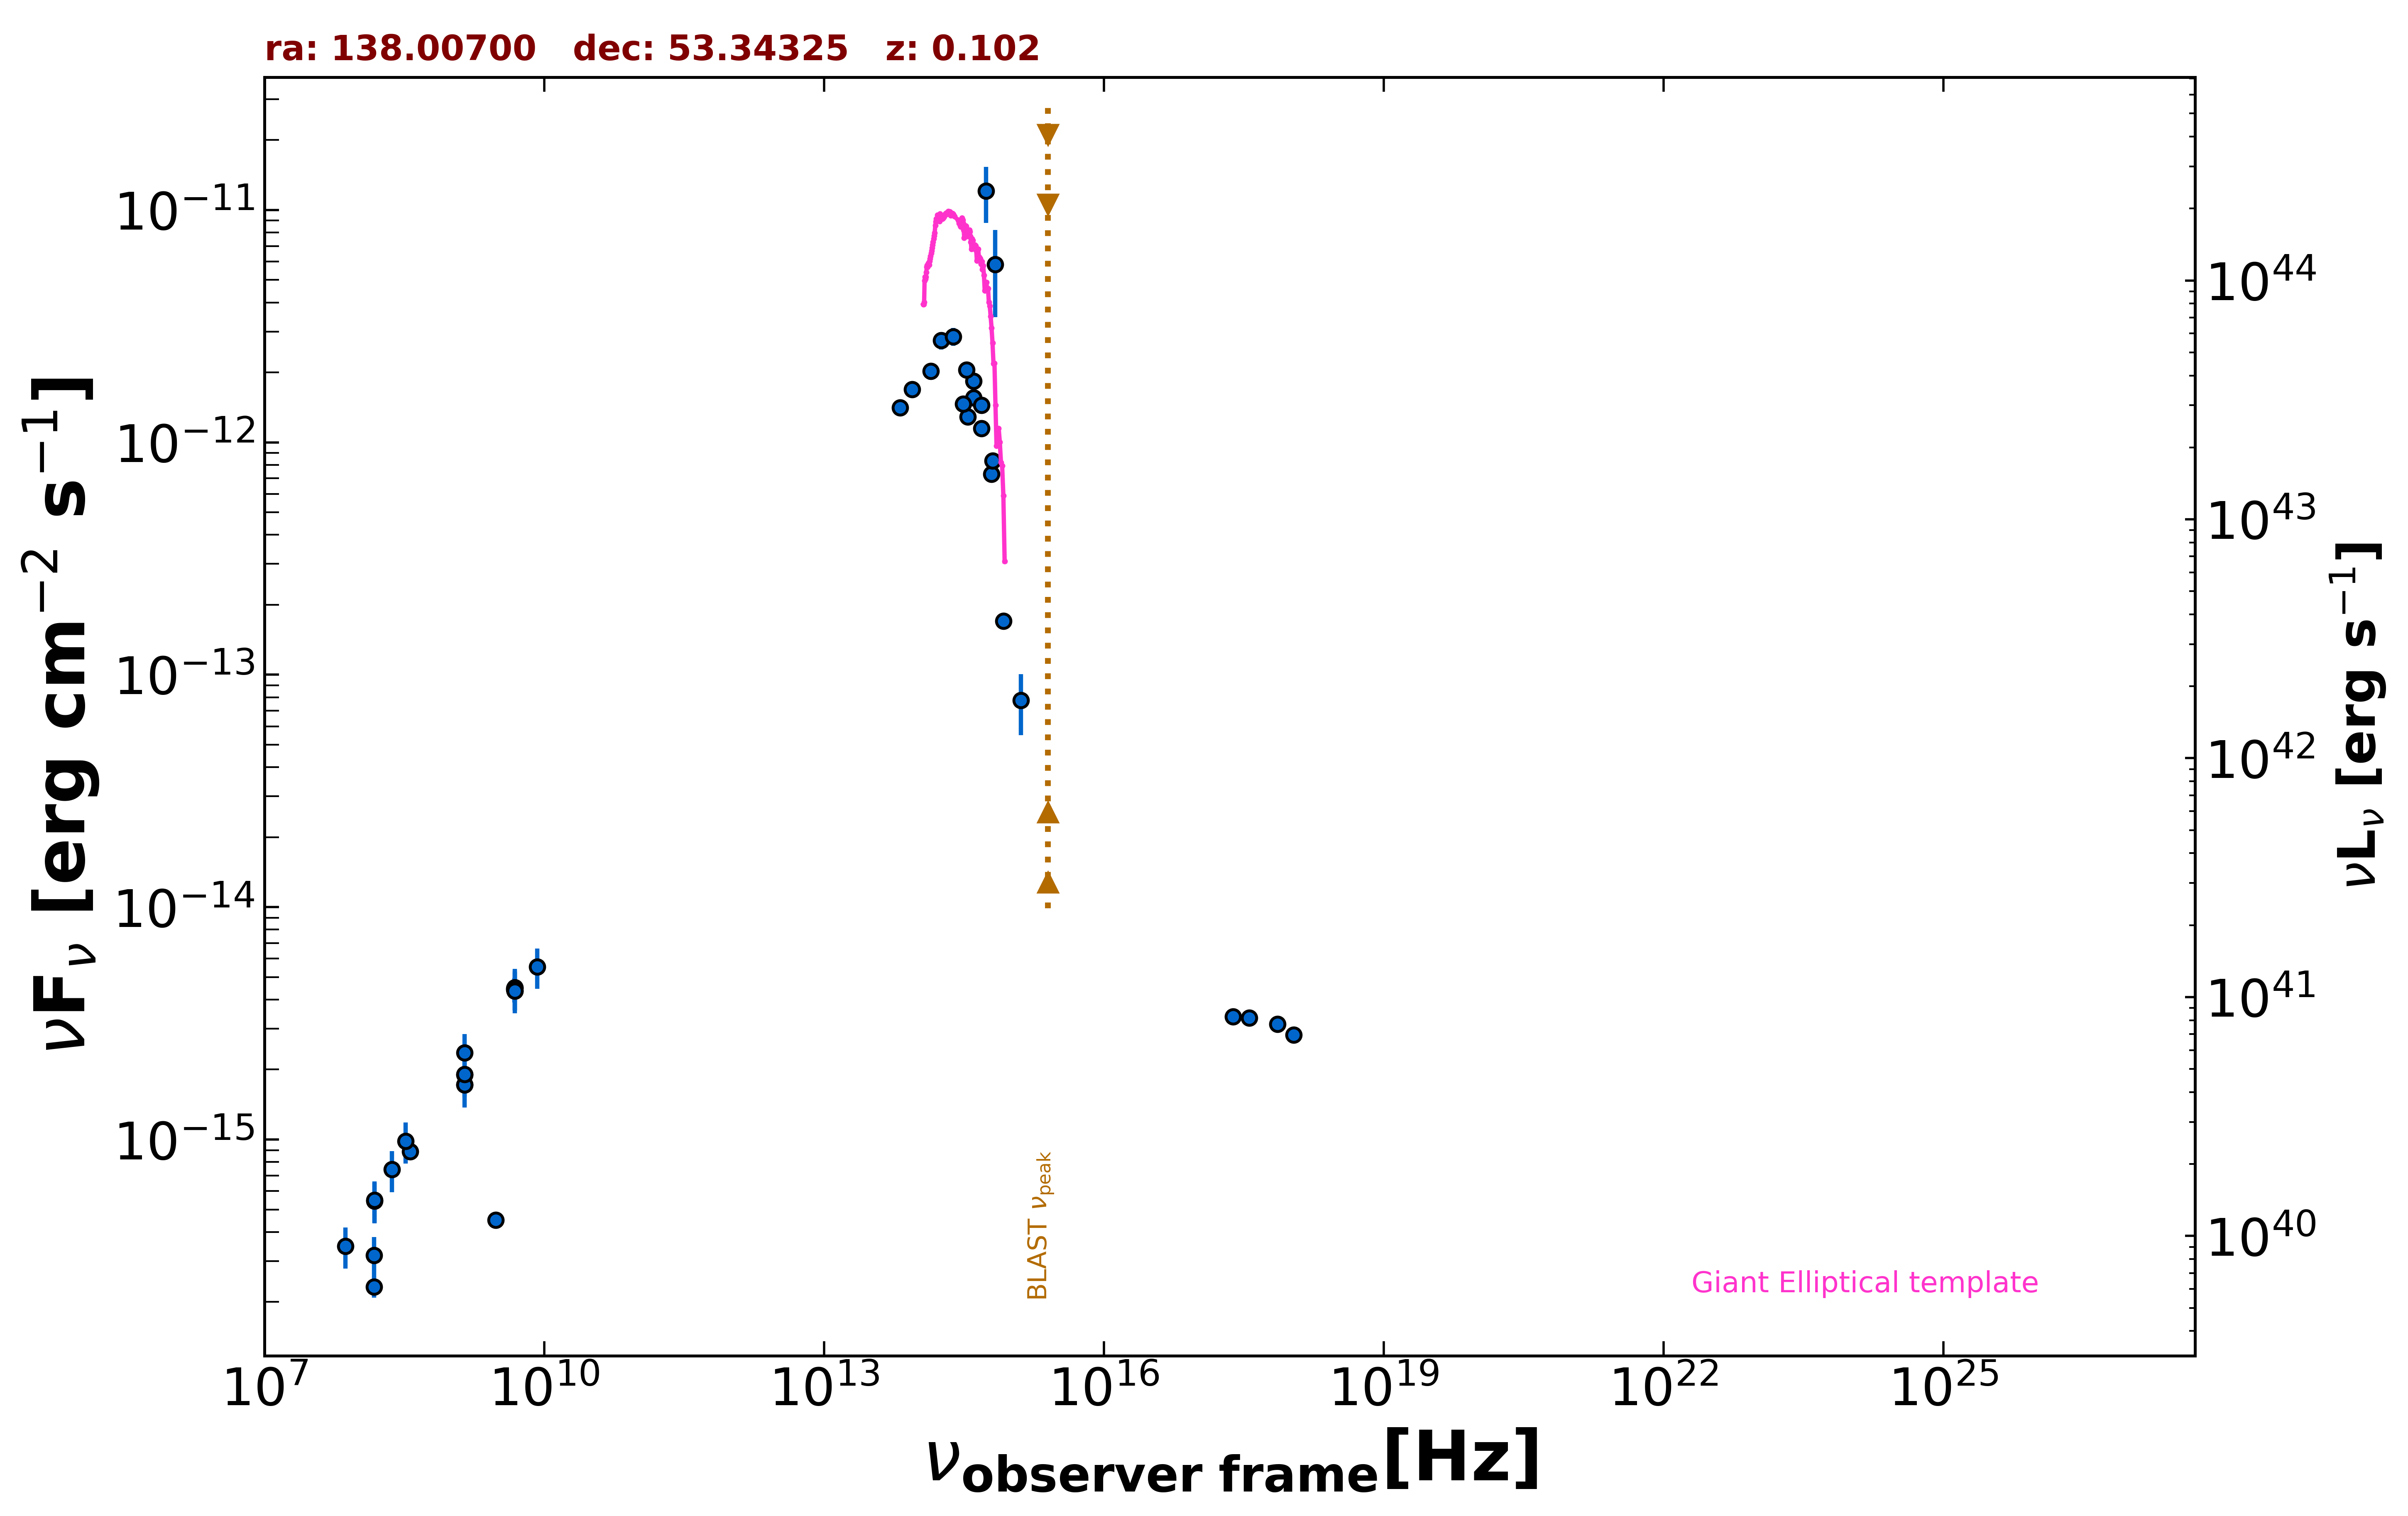 ra: 138.00700 dec: 53.34325 z: 0.102
νF_ν [erg cm^−2 s^−1]
10^−11
10^−12
10^−13
10^−14
10^−15
10^44
10^43
10^42
10^41
10^40
νL_ν [erg s^−1]
BLAST ν_peak
Giant Elliptical template
10^7 10^10 10^13 10^16 10^19 10^22 10^25
ν_observer frame [Hz]